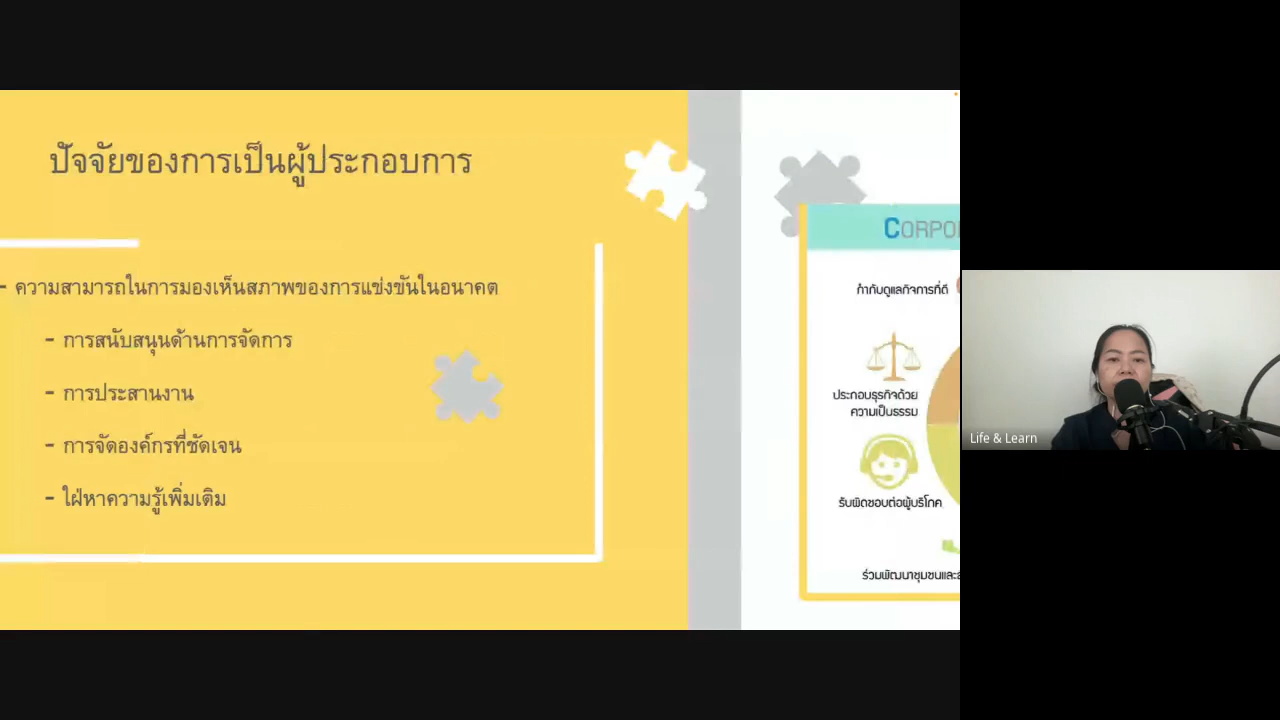 ปัจจัยของการเป็นผู้ประกอบการ
- ความสามารถในการมองเห็นสภาพของการแข่งขันในอนาคต
- การสนับสนุนด้านการจัดการ
- การประสานงาน
- การจัดองค์กรที่ชัดเจน
- ใฝ่หาความรู้เพิ่มเติม
CORPO
กำกับดูแลกิจการที่ดี
ประกอบธุรกิจด้วย
ความเป็นธรรม
รับผิดชอบต่อผู้บริโภค
ร่วมพัฒนาชุมชนและ
Life & Learn